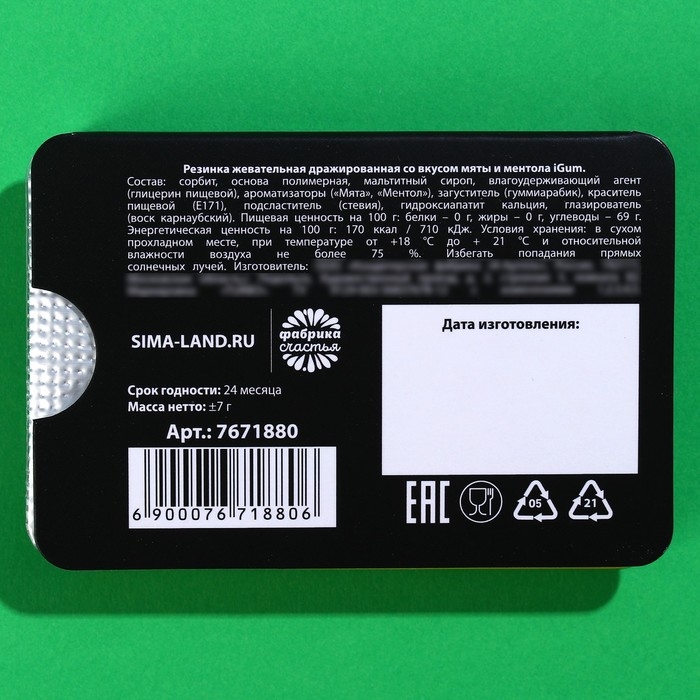 Резинка жевательная дражированная со вкусом мяты и ментола iGum.
Состав: сорбит, основа полимерная, мальтитный сироп, влагоудерживающий агент
(глицерин пищевой), ароматизаторы («Мята», «Ментол»), загуститель (гуммиарабик), краситель
пищевой (Е171), подсластитель (стевия), гидроксиапатит кальция, глазирователь
(воск карнаубский). Пищевая ценность на 100 г: белки – 0 г, жиры – 0 г, углеводы – 69 г.
Энергетическая ценность на 100 г: 170 ккал / 710 кДж. Условия хранения: в сухом
прохладном месте, при температуре от +18 °С до + 21 °С и относительной
влажности воздуха не более 75 %. Избегать попадания прямых
солнечных лучей. Изготовитель:
SIMA-LAND.RU
фабрика
счастья
Дата изготовления:
Срок годности: 24 месяца
Масса нетто: ±7 г
Арт.: 7671880
6 900076 718806
EAC
05
21